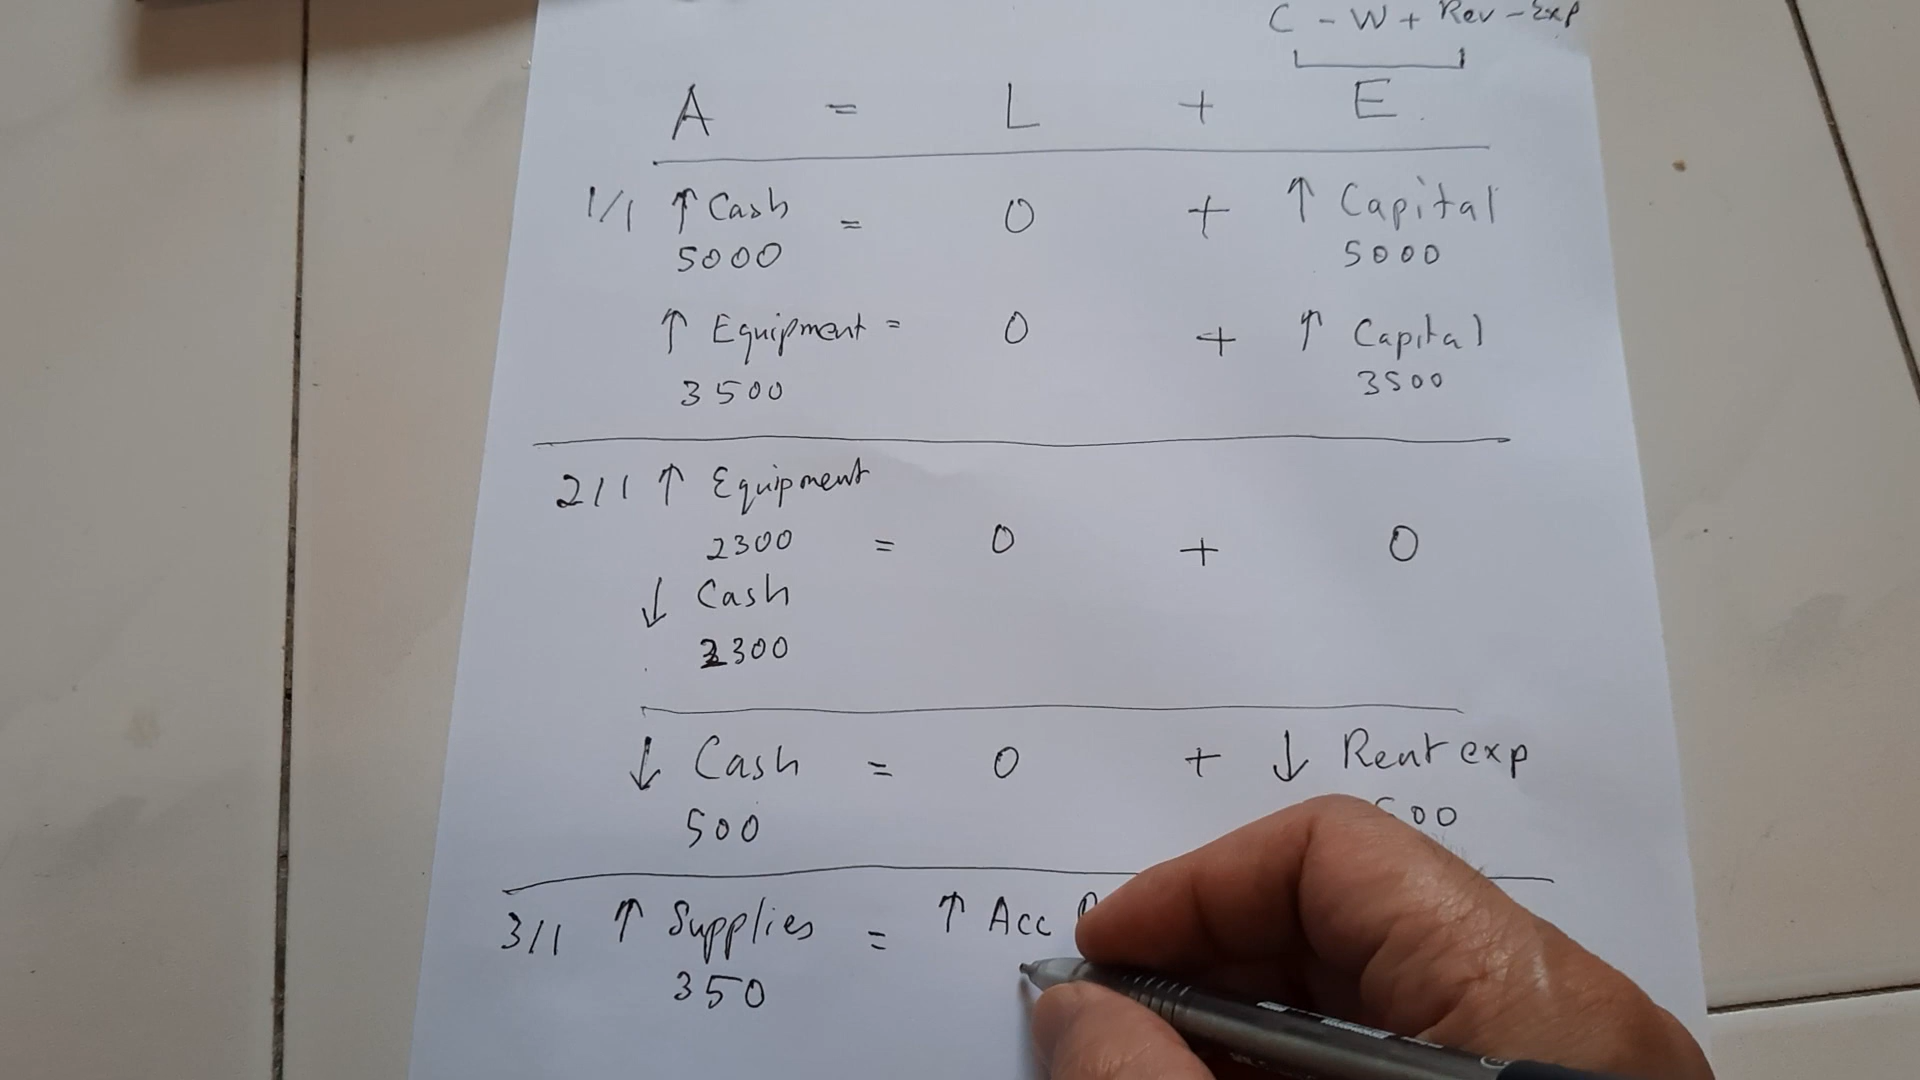 C - W + Rev - Exp
A = L + E
1/1 ↑ Cash = 0 + ↑ Capital
5000 5000
↑ Equipment = 0 + ↑ Capital
3500 3500
2/1 ↑ Equipment
2300 = 0 + 0
↓ Cash
2300
↓ Cash = 0 + ↓ Rent exp
500 500
3/1 ↑ Supplies = ↑ Acc
350